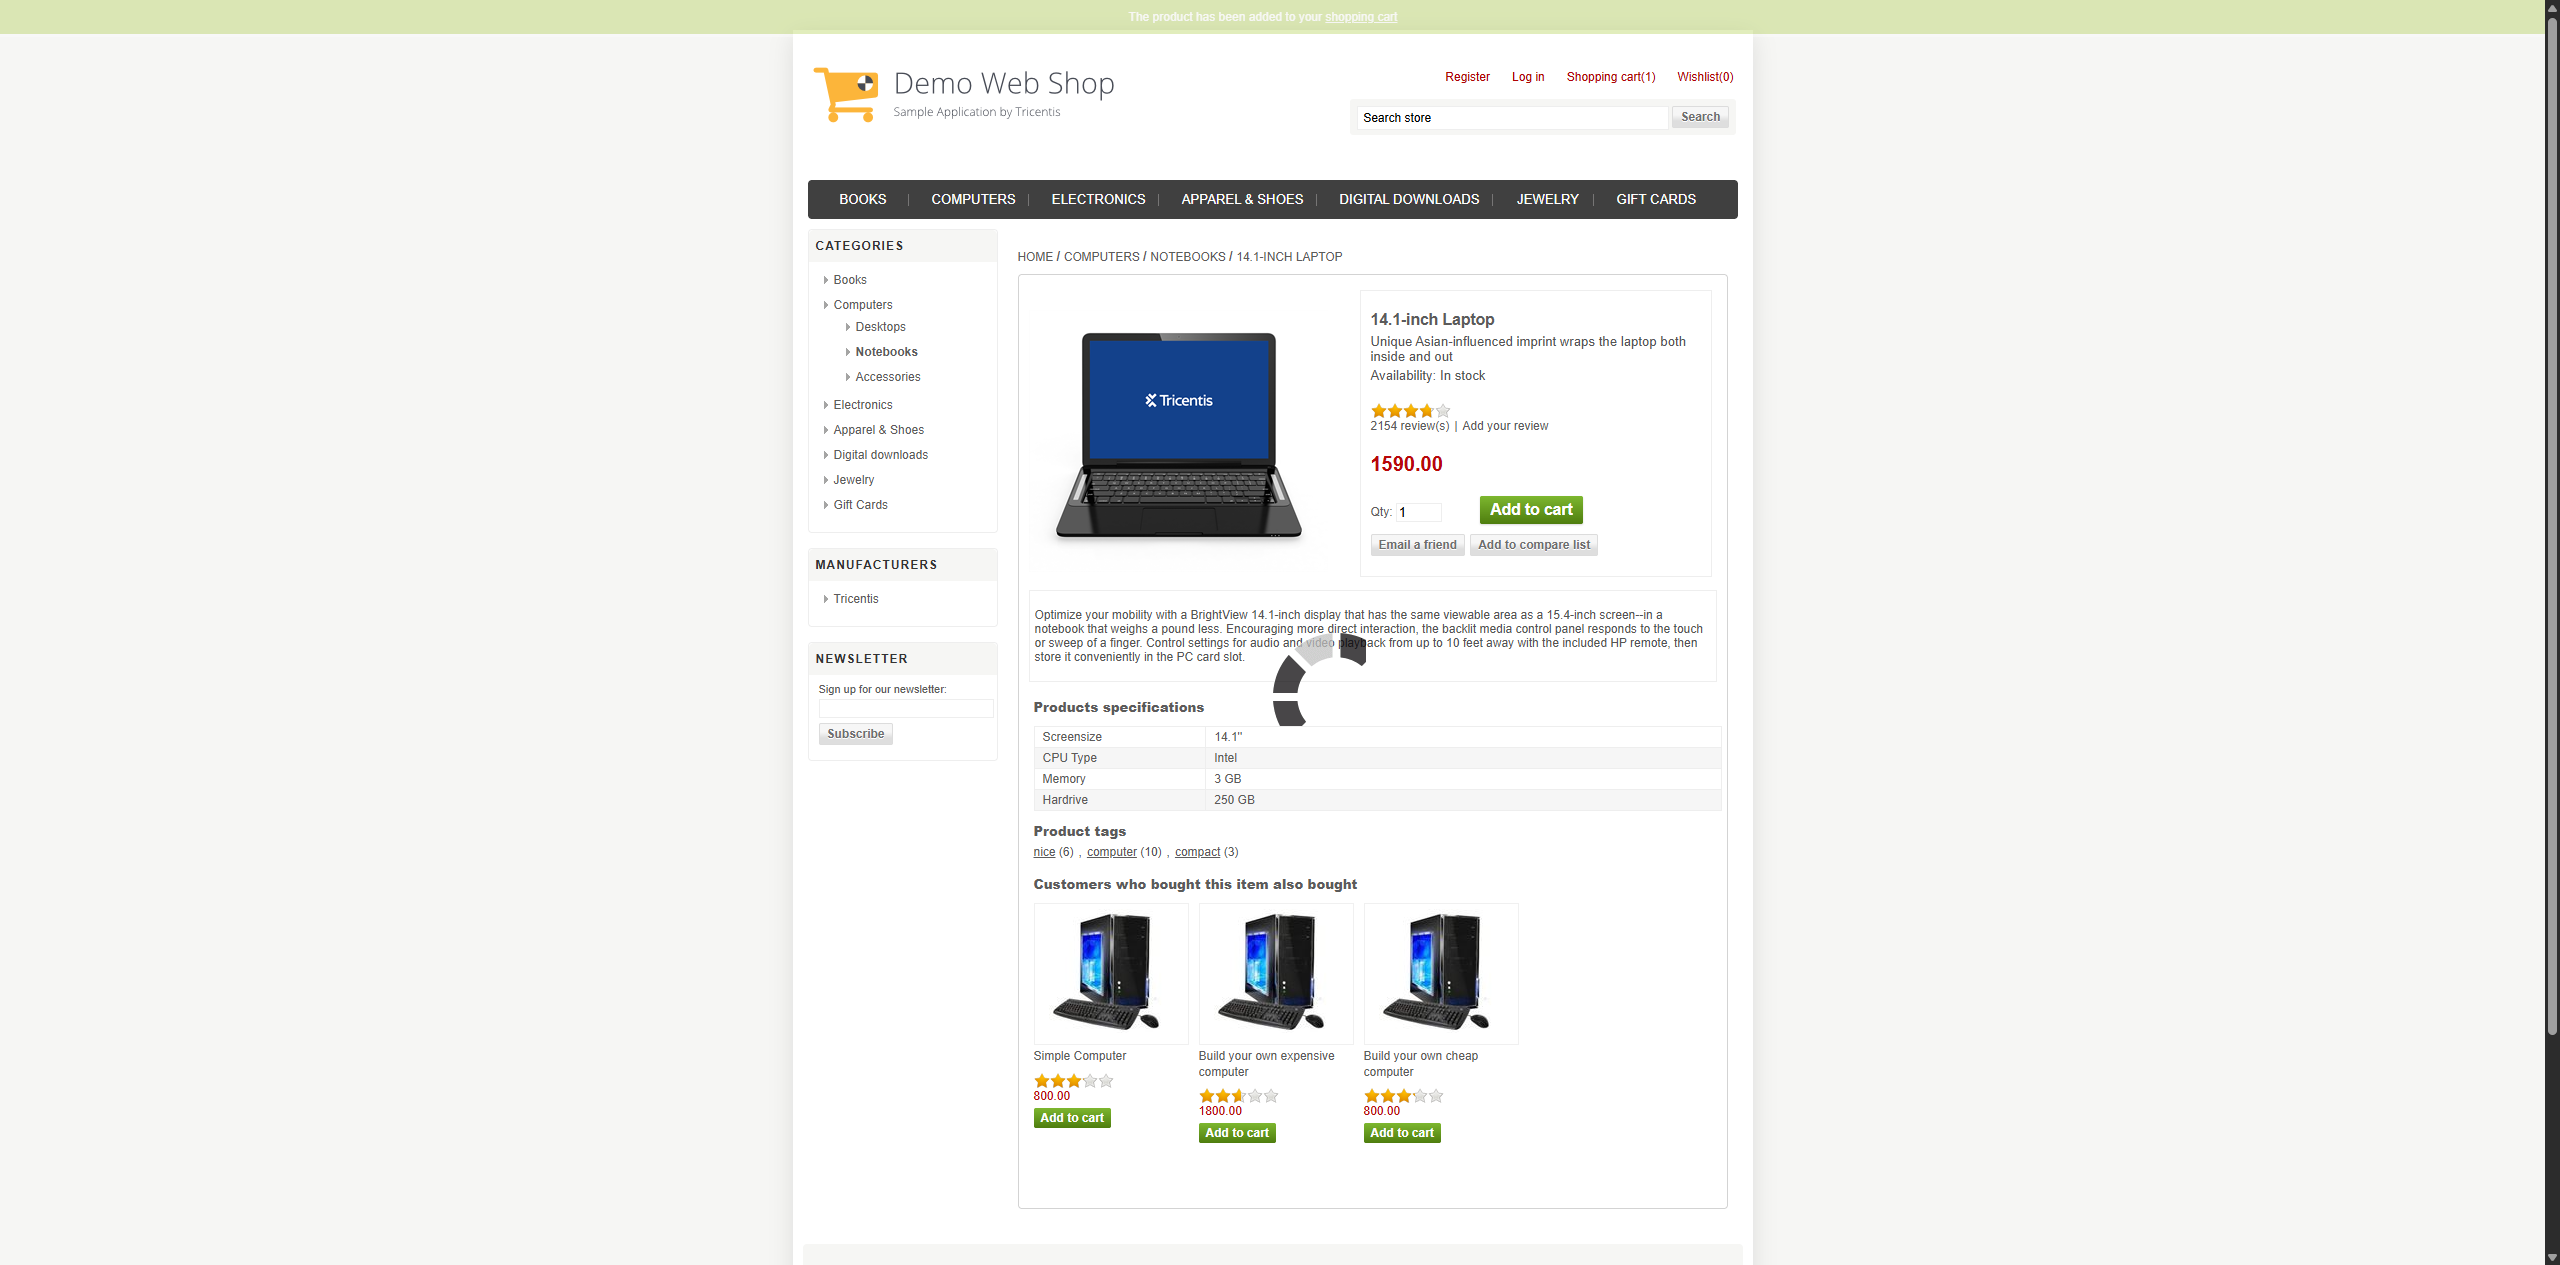 The product has been added to your shopping cart
Demo Web Shop
Sample Application by Tricentis
Register Log in Shopping cart(1) Wishlist(0)
Search store Search
BOOKS COMPUTERS ELECTRONICS APPAREL & SHOES DIGITAL DOWNLOADS JEWELRY GIFT CARDS
CATEGORIES
Books
Computers
Desktops
Notebooks
Accessories
Electronics
Apparel & Shoes
Digital downloads
Jewelry
Gift Cards
MANUFACTURERS
Tricentis
NEWSLETTER
Sign up for our newsletter:
Subscribe
HOME / COMPUTERS / NOTEBOOKS / 14.1-INCH LAPTOP
Tricentis
14.1-inch Laptop
Unique Asian-influenced imprint wraps the laptop both
inside and out
Availability: In stock
2154 review(s) | Add your review
1590.00
Qty: 1 Add to cart
Email a friend Add to compare list
Optimize your mobility with a BrightView 14.1-inch display that has the same viewable area as a 15.4-inch screen--in a
notebook that weighs a pound less. Encouraging more direct interaction, the backlit media control panel responds to the touch
or sweep of a finger. Control settings for audio and video playback from up to 10 feet away with the included HP remote, then
store it conveniently in the PC card slot.
Products specifications
Screensize 14.1"
CPU Type Intel
Memory 3 GB
Hardrive 250 GB
Product tags
nice (6) , computer (10) , compact (3)
Customers who bought this item also bought
Simple Computer
800.00
Add to cart
Build your own expensive
computer
1800.00
Add to cart
Build your own cheap
computer
800.00
Add to cart